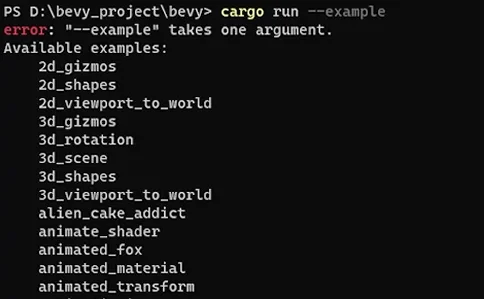 PS D:\bevy_project\bevy> cargo run --example
error: "--example" takes one argument.
Available examples:
    2d_gizmos
    2d_shapes
    2d_viewport_to_world
    3d_gizmos
    3d_rotation
    3d_scene
    3d_shapes
    3d_viewport_to_world
    alien_cake_addict
    animate_shader
    animated_fox
    animated_material
    animated_transform